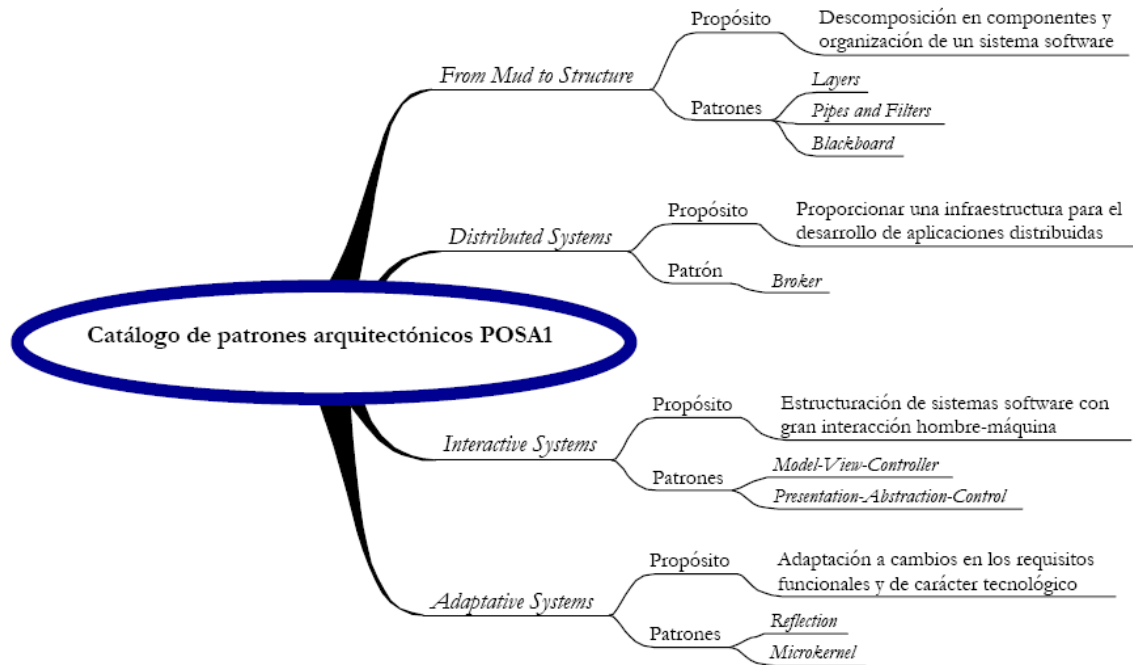 Catálogo de patrones arquitectónicos POSA1
From Mud to Structure
Propósito
Descomposición en componentes y
organización de un sistema software
Patrones
Layers
Pipes and Filters
Blackboard
Distributed Systems
Propósito
Proporcionar una infraestructura para el
desarrollo de aplicaciones distribuidas
Patrón
Broker
Interactive Systems
Propósito
Estructuración de sistemas software con
gran interacción hombre-máquina
Patrones
Model-View-Controller
Presentation-Abstraction-Control
Adaptative Systems
Propósito
Adaptación a cambios en los requisitos
funcionales y de carácter tecnológico
Patrones
Reflection
Microkernel